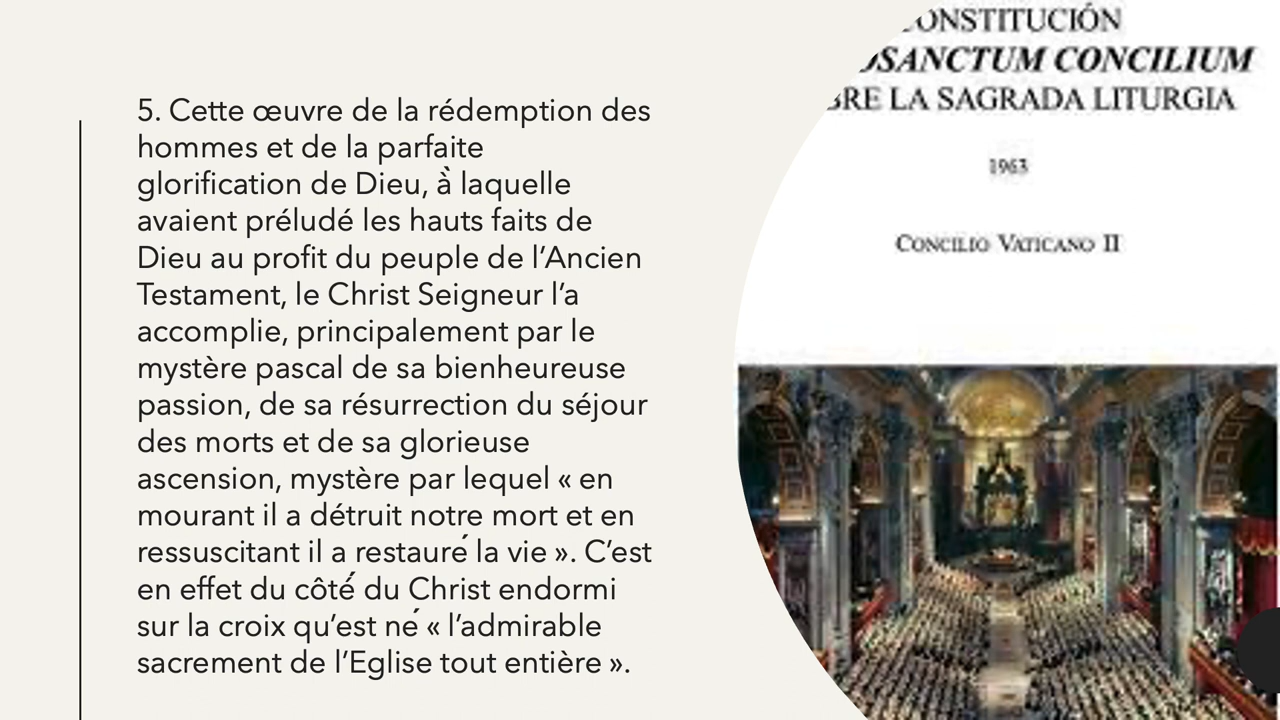 5. Cette œuvre de la rédemption des
hommes et de la parfaite
glorification de Dieu, à laquelle
avaient préludé les hauts faits de
Dieu au profit du peuple de l’Ancien
Testament, le Christ Seigneur l’a
accomplie, principalement par le
mystère pascal de sa bienheureuse
passion, de sa résurrection du séjour
des morts et de sa glorieuse
ascension, mystère par lequel « en
mourant il a détruit notre mort et en
ressuscitant il a restauré la vie ». C’est
en effet du côté du Christ endormi
sur la croix qu’est né « l’admirable
sacrement de l’Eglise tout entière ».
ONSTITUCIÓN
OSANCTUM CONCILIUM
BRE LA SAGRADA LITURGIA
1963
CONCILIO VATICANO II